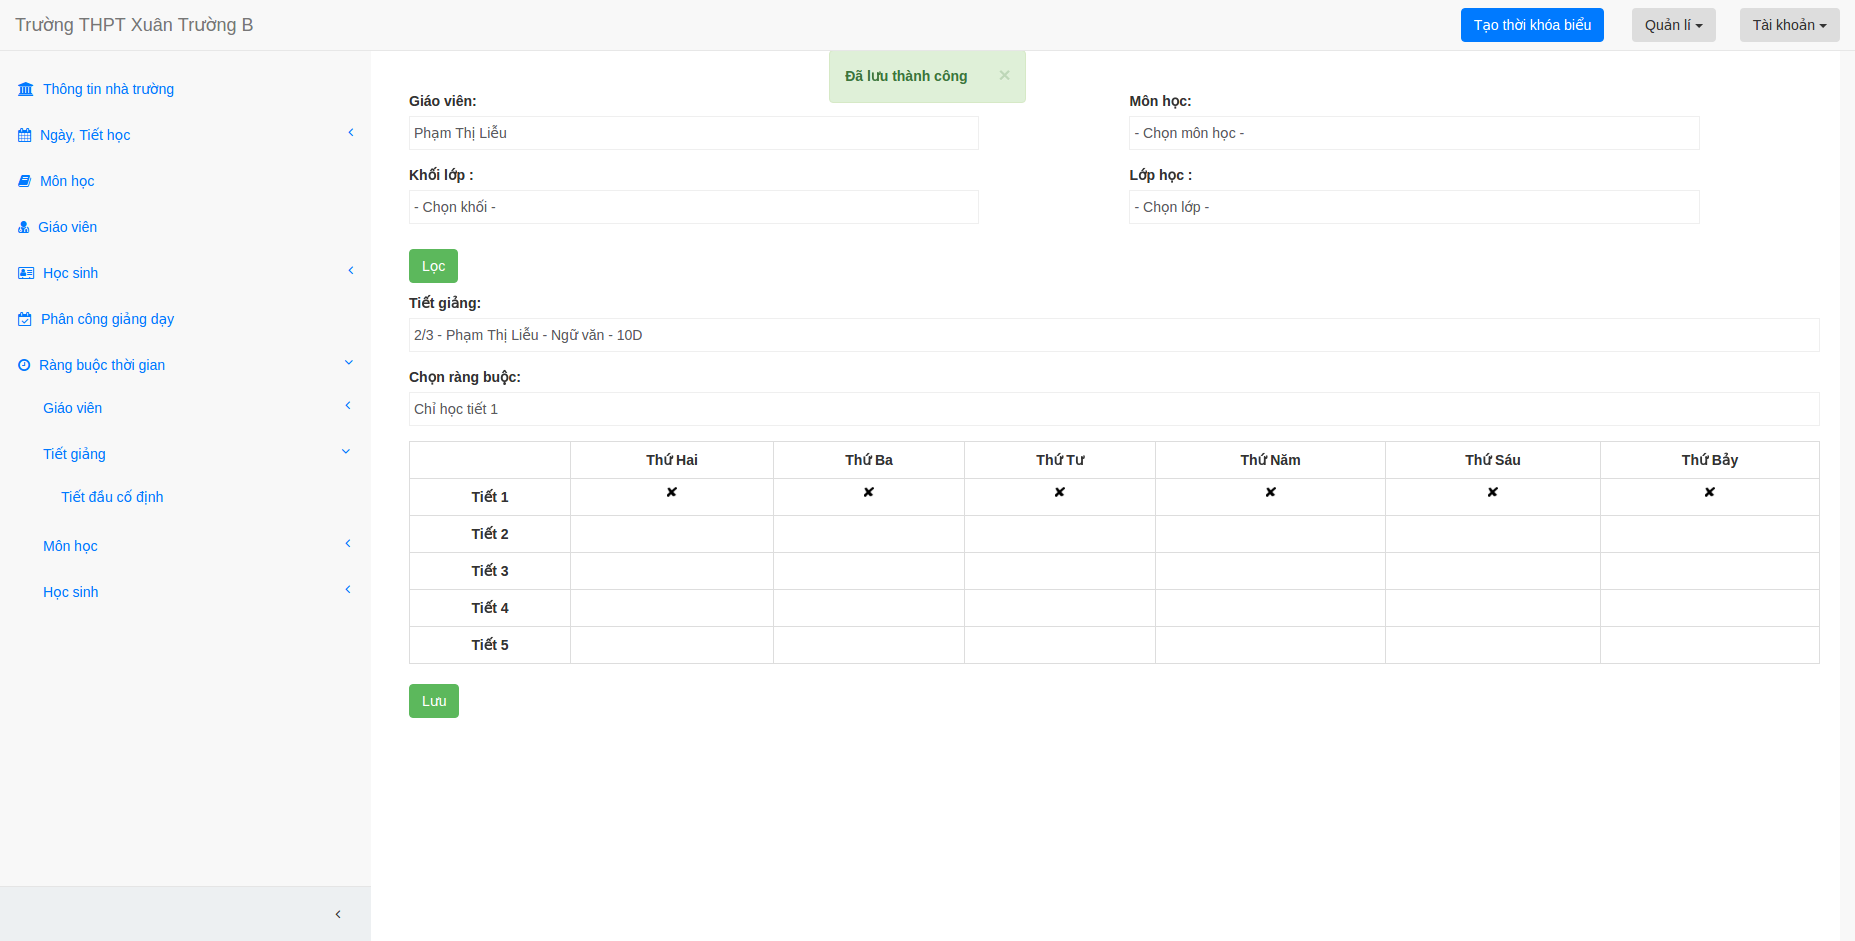 Trường THPT Xuân Trường B
Tạo thời khóa biểu
Quản lí
Tài khoản
Thông tin nhà trường
Ngày, Tiết học
Môn học
Giáo viên
Học sinh
Phân công giảng dạy
Ràng buộc thời gian
Giáo viên
Tiết giảng
Tiết đầu cố định
Môn học
Học sinh
Đã lưu thành công ×
Giáo viên:
Phạm Thị Liễu
Môn học:
- Chọn môn học -
Khối lớp :
- Chọn khối -
Lớp học :
- Chọn lớp -
Lọc
Tiết giảng:
2/3 - Phạm Thị Liễu - Ngữ văn - 10D
Chọn ràng buộc:
Chỉ học tiết 1
Thứ Hai Thứ Ba Thứ Tư Thứ Năm Thứ Sáu Thứ Bảy
Tiết 1 ✘ ✘ ✘ ✘ ✘ ✘
Tiết 2
Tiết 3
Tiết 4
Tiết 5
Lưu